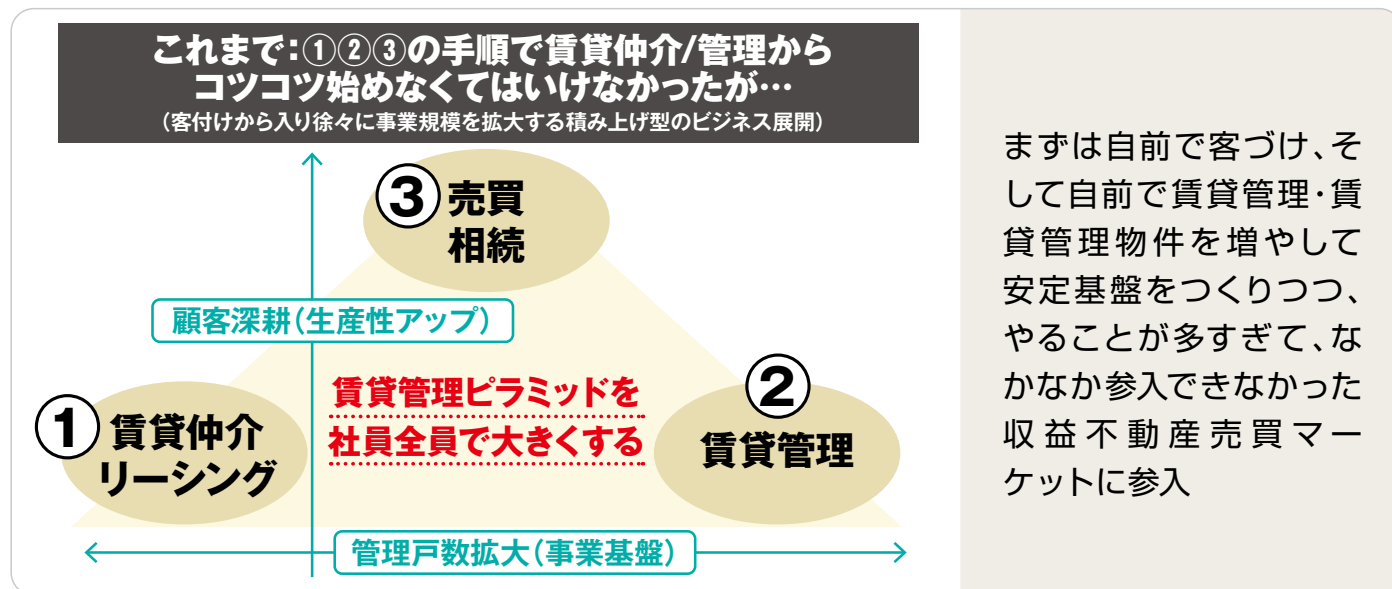 これまで：①②③の手順で賃貸仲介/管理から
コツコツ始めなくてはいけなかったが…
（客付けから入り徐々に事業規模を拡大する積み上げ型のビジネス展開）
③
売買
相続
顧客深耕（生産性アップ）
①
賃貸仲介
リーシング
賃貸管理ピラミッドを
社員全員で大きくする
②
賃貸管理
管理戸数拡大（事業基盤）
まずは自前で客づけ、そ
して自前で賃貸管理・賃
貸管理物件を増やして
安定基盤をつくりつつ、
やることが多すぎて、な
かなか参入できなかった
収益不動産売買マー
ケットに参入